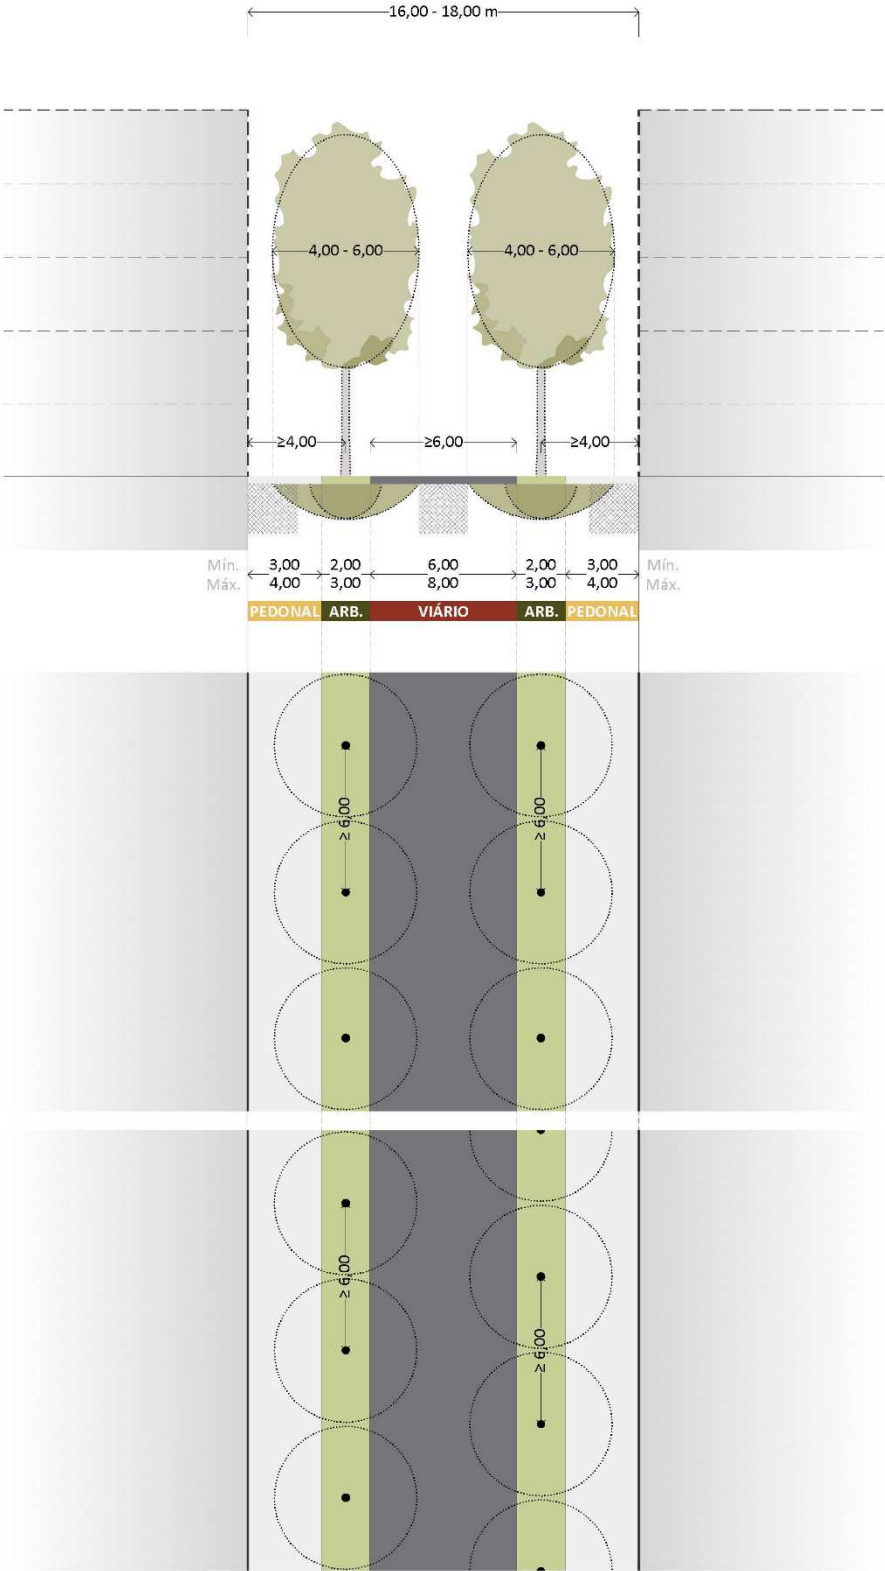 16,00 - 18,00 m
4,00 - 6,00 4,00 - 6,00
≥4,00 ≥6,00 ≥4,00
Mín. 3,00 2,00 6,00 2,00 3,00 Mín.
Máx. 4,00 3,00 8,00 3,00 4,00 Máx.
PEDONAL ARB. VIÁRIO ARB. PEDONAL
≥ 6,00 ≥ 6,00
≥ 6,00
≥ 6,00